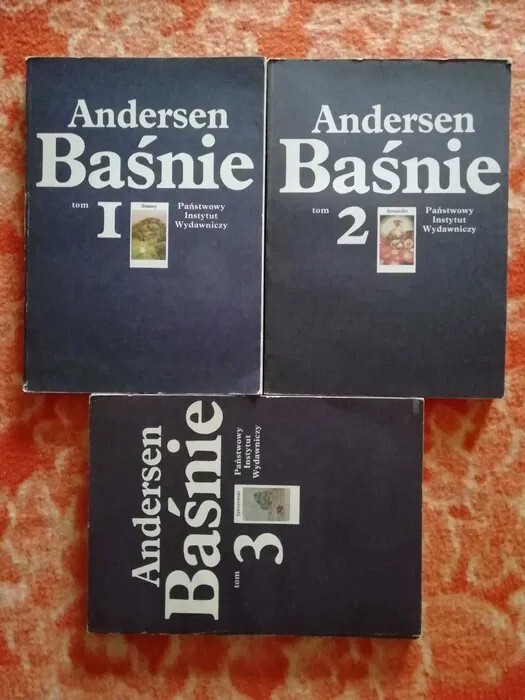 Andersen
Baśnie
tom 1
Państwowy
Instytut
Wydawniczy
Andersen
Baśnie
tom 2
Państwowy
Instytut
Wydawniczy
Andersen
Baśnie
tom 3
Państwowy
Instytut
Wydawniczy